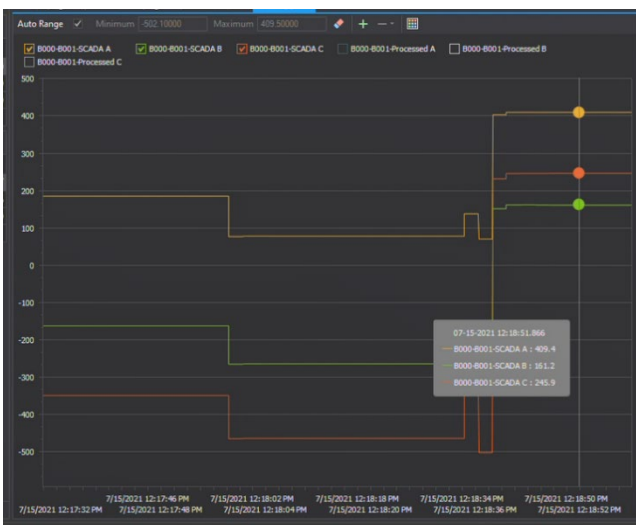 Auto Range Minimum -502.10000 Maximum 409.50000
B000-B001-SCADA A B000-B001-SCADA B B000-B001-SCADA C B000-B001-Processed A B000-B001-Processed B
B000-B001-Processed C
500
400
300
200
100
0
-100
-200
-300
-400
-500
07-15-2021 12:18:51.866
B000-B001-SCADA A : 409.4
B000-B001-SCADA B : 161.2
B000-B001-SCADA C : 245.9
7/15/2021 12:17:46 PM 7/15/2021 12:18:02 PM 7/15/2021 12:18:18 PM 7/15/2021 12:18:34 PM 7/15/2021 12:18:50 PM
7/15/2021 12:17:32 PM 7/15/2021 12:17:48 PM 7/15/2021 12:18:04 PM 7/15/2021 12:18:20 PM 7/15/2021 12:18:36 PM 7/15/2021 12:18:52 PM